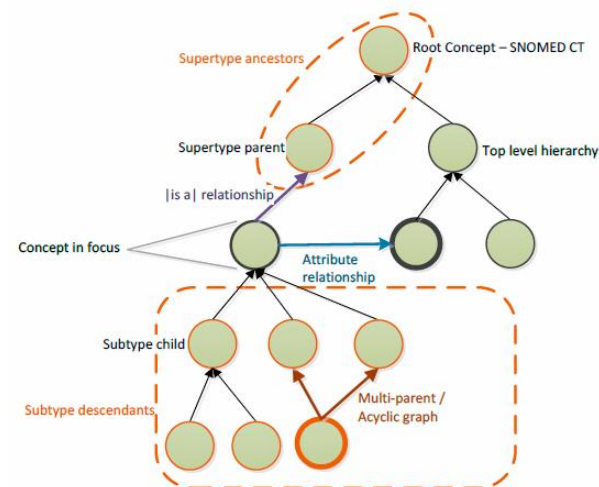 Root Concept – SNOMED CT
Supertype ancestors
Supertype parent
Top level hierarchy
|is a| relationship
Concept in focus
Attribute
relationship
Subtype child
Multi-parent /
Acyclic graph
Subtype descendants